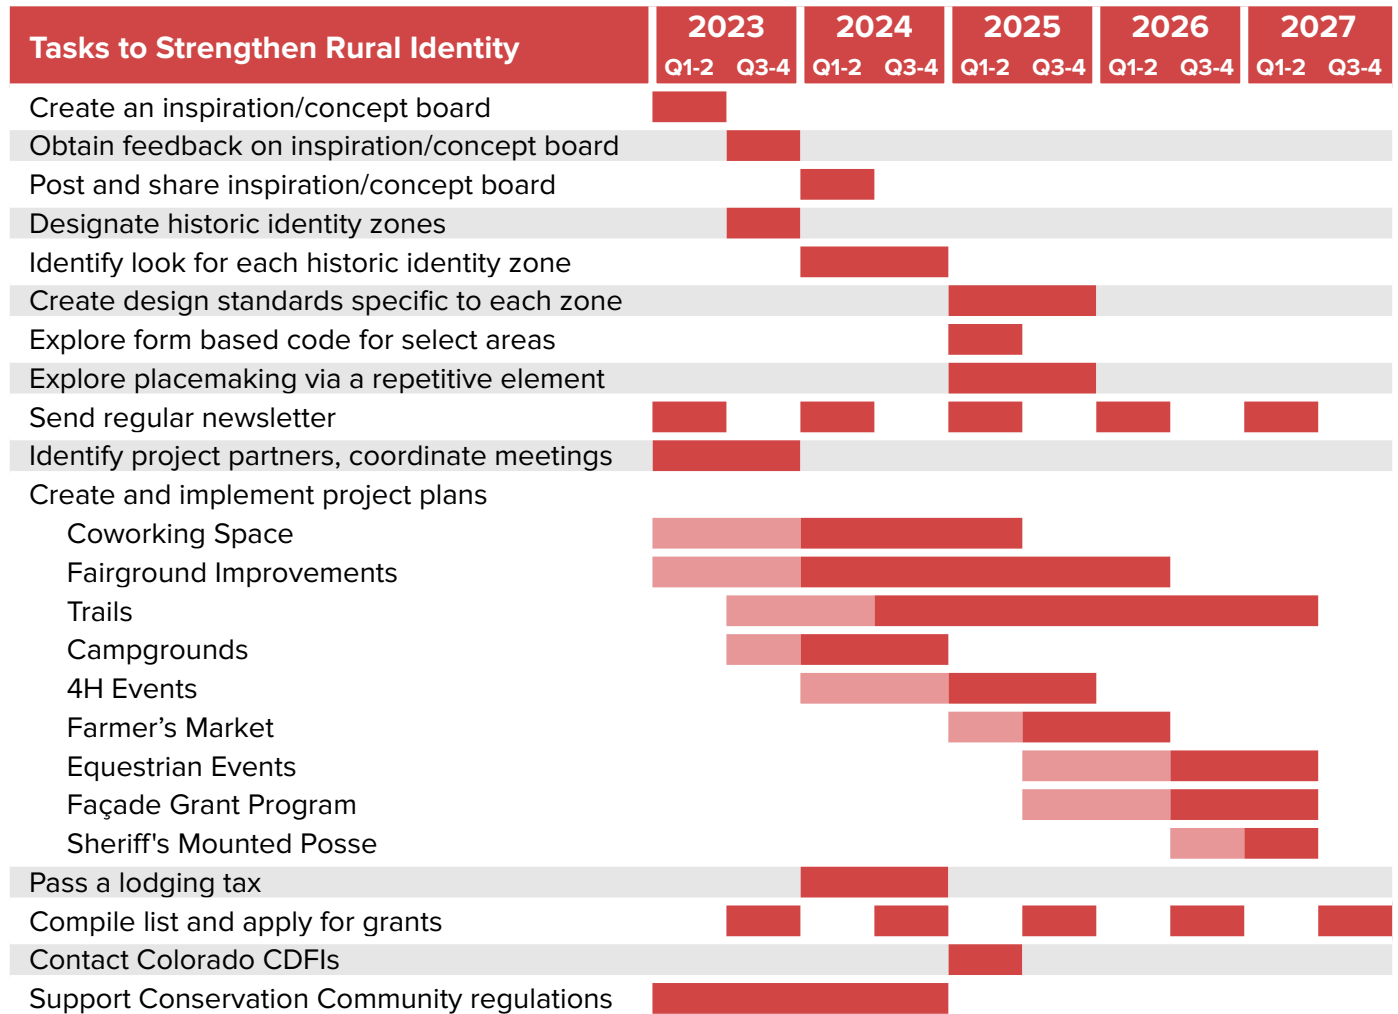 Tasks to Strengthen Rural Identity
2023 2024 2025 2026 2027
Q1-2 Q3-4 Q1-2 Q3-4 Q1-2 Q3-4 Q1-2 Q3-4 Q1-2 Q3-4
Create an inspiration/concept board
Obtain feedback on inspiration/concept board
Post and share inspiration/concept board
Designate historic identity zones
Identify look for each historic identity zone
Create design standards specific to each zone
Explore form based code for select areas
Explore placemaking via a repetitive element
Send regular newsletter
Identify project partners, coordinate meetings
Create and implement project plans
Coworking Space
Fairground Improvements
Trails
Campgrounds
4H Events
Farmer’s Market
Equestrian Events
Façade Grant Program
Sheriff's Mounted Posse
Pass a lodging tax
Compile list and apply for grants
Contact Colorado CDFIs
Support Conservation Community regulations